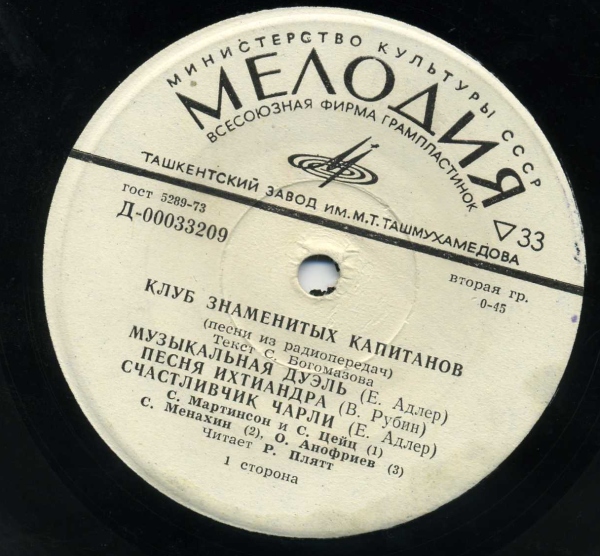 МИНИСТЕРСТВО КУЛЬТУРЫ СССР
МЕЛОДИЯ
ВСЕСОЮЗНАЯ ФИРМА ГРАМПЛАСТИНОК
ТАШКЕНТСКИЙ ЗАВОД ИМ.М.Т.ТАШМУХАМЕДОВА
33
гост 5289-73
Д-00033209
вторая гр.
0-45
КЛУБ ЗНАМЕНИТЫХ КАПИТАНОВ
(песни из радиопередач)
Текст С. Богомазова
МУЗЫКАЛЬНАЯ ДУЭЛЬ (Е. Адлер)
ПЕСНЯ ИХТИАНДРА (В. Рубин)
СЧАСТЛИВЧИК ЧАРЛИ (Е. Адлер)
С. Мартинсон и С. Цейц (1)
С. Менахин (2), О. Анофриев (3)
Читает Р. Плятт
1 сторона